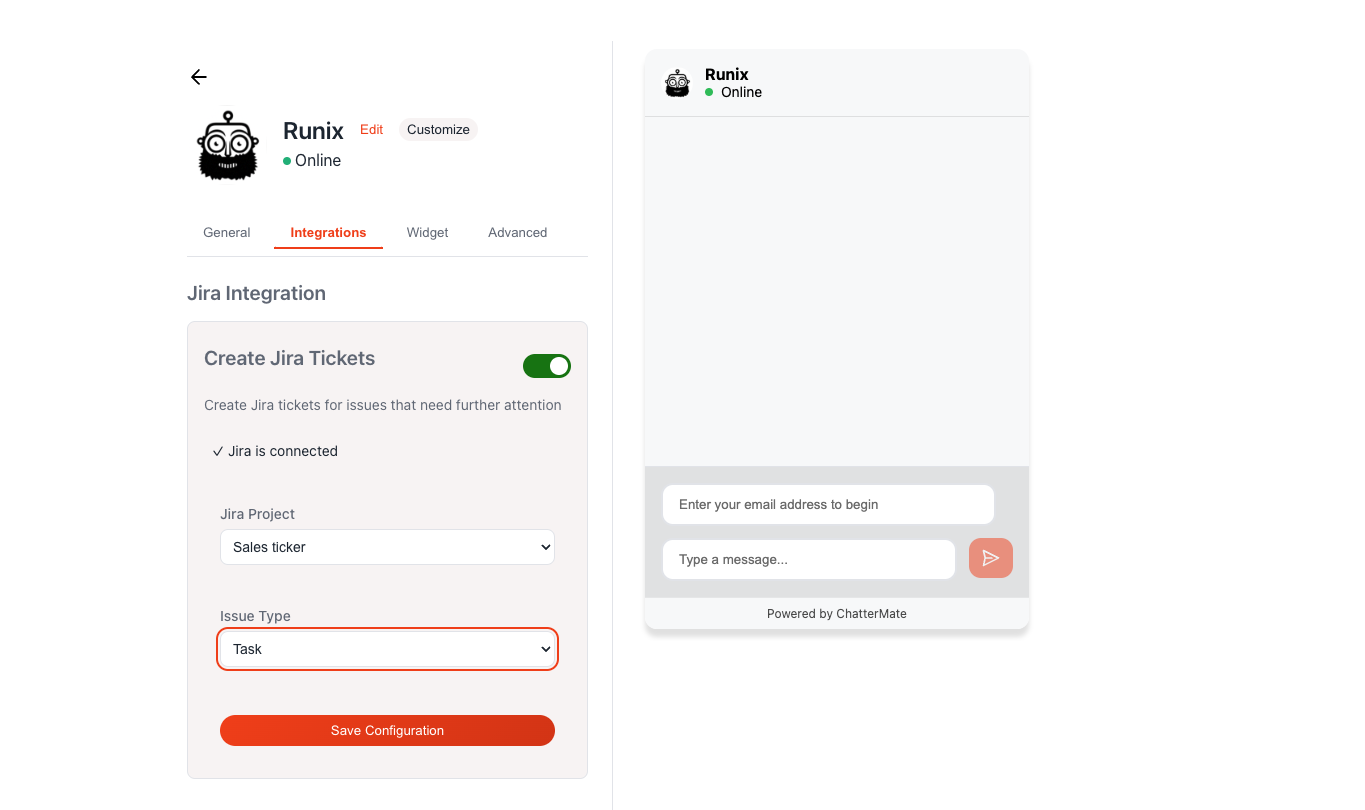 Runix Edit Customize
Online
General Integrations Widget Advanced
Jira Integration
Create Jira Tickets
Create Jira tickets for issues that need further attention
✓ Jira is connected
Jira Project
Sales ticker
Issue Type
Task
Save Configuration
Runix
Online
Enter your email address to begin
Type a message...
Powered by ChatterMate